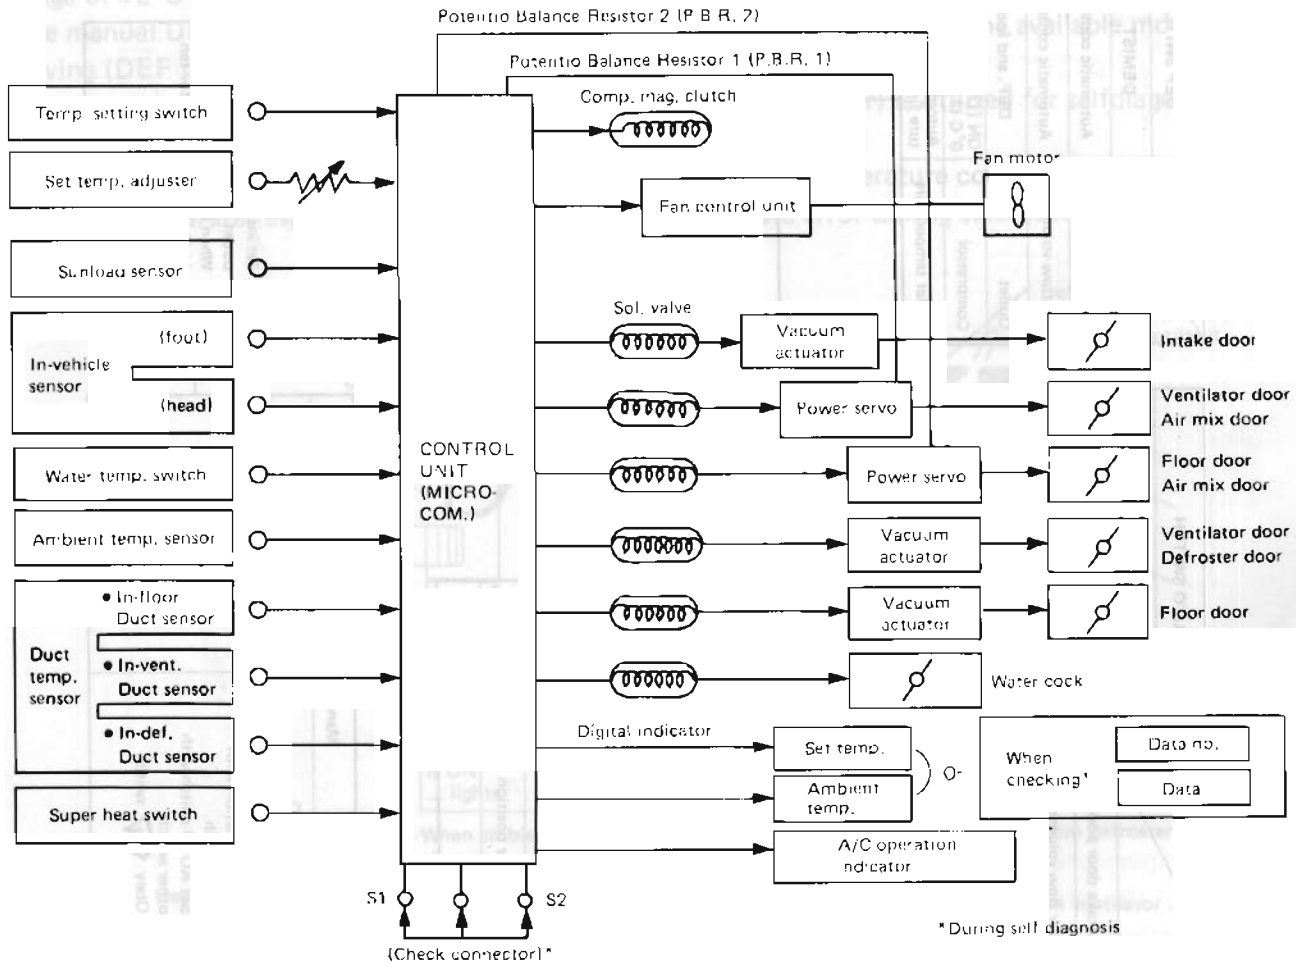 Potentio Balance Resistor 2 (P.B.R. 2)
Potentio Balance Resistor 1 (P.B.R. 1)
Comp. mag. clutch
Temp. setting switch
Set temp. adjuster
Fan motor
Fan control unit
Sunload sensor
Sol. valve
In-vehicle
sensor
(foot)
(head)
Vacuum
actuator
Intake door
Power servo
Ventilator door
Air mix door
CONTROL
UNIT
(MICRO-
COM.)
Water temp. switch
Power servo
Floor door
Air mix door
Ambient temp. sensor
Vacuum
actuator
Ventilator door
Defroster door
Duct
temp.
sensor
• In-floor
Duct sensor
• In-vent.
Duct sensor
• In-def.
Duct sensor
Vacuum
actuator
Floor door
Water cock
Digital indicator
Set temp.
Ambient
temp.
When
checking*
Data no.
Data
Super heat switch
A/C operation
indicator
S1
S2
(Check connector)*
*During self diagnosis